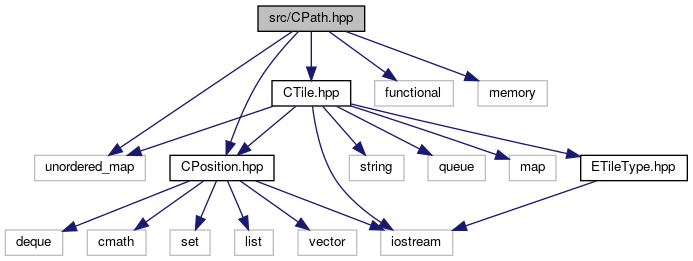 src/CPath.hpp
CTile.hpp
functional
memory
unordered_map
CPosition.hpp
string
queue
map
ETileType.hpp
deque
cmath
set
list
vector
iostream